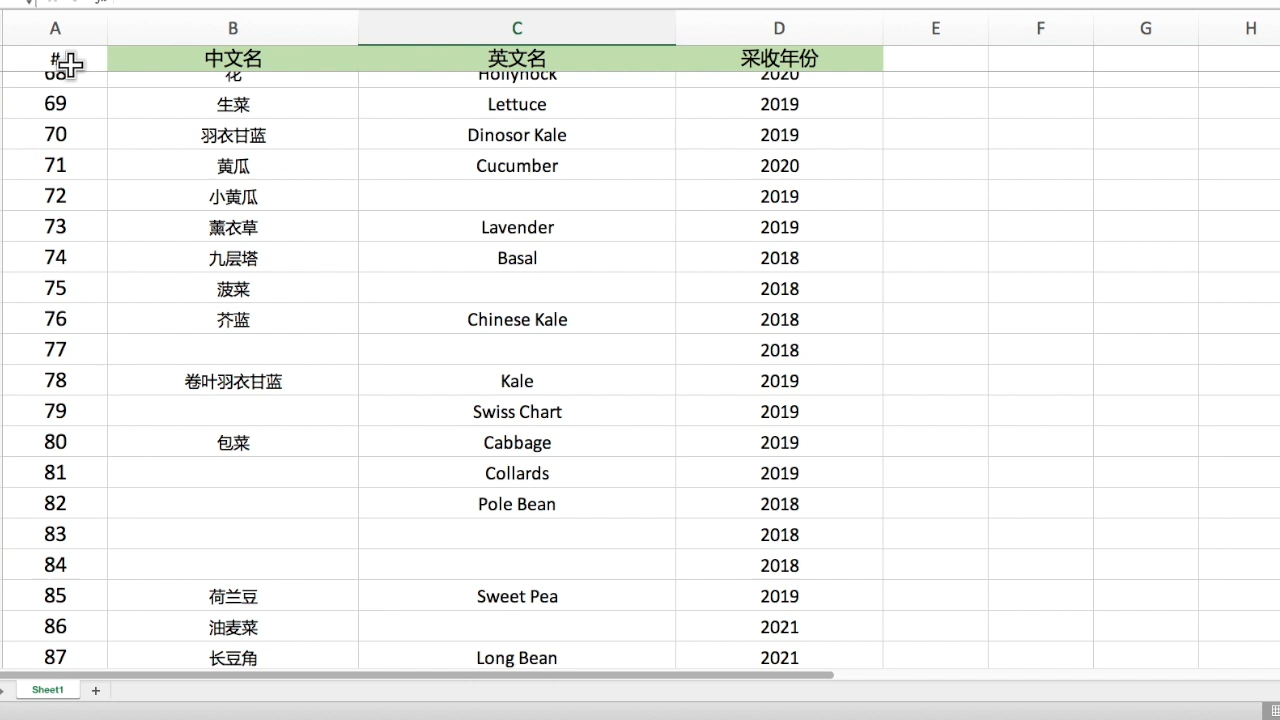 A B C D E F G H
# 中文名 英文名 采收年份
68 花 Hollyhock 2020
69 生菜 Lettuce 2019
70 羽衣甘蓝 Dinosor Kale 2019
71 黄瓜 Cucumber 2020
72 小黄瓜 2019
73 薰衣草 Lavender 2019
74 九层塔 Basal 2018
75 菠菜 2018
76 芥蓝 Chinese Kale 2018
77 2018
78 卷叶羽衣甘蓝 Kale 2019
79 Swiss Chart 2019
80 包菜 Cabbage 2019
81 Collards 2019
82 Pole Bean 2018
83 2018
84 2018
85 荷兰豆 Sweet Pea 2019
86 油麦菜 2021
87 长豆角 Long Bean 2021
Sheet1 +